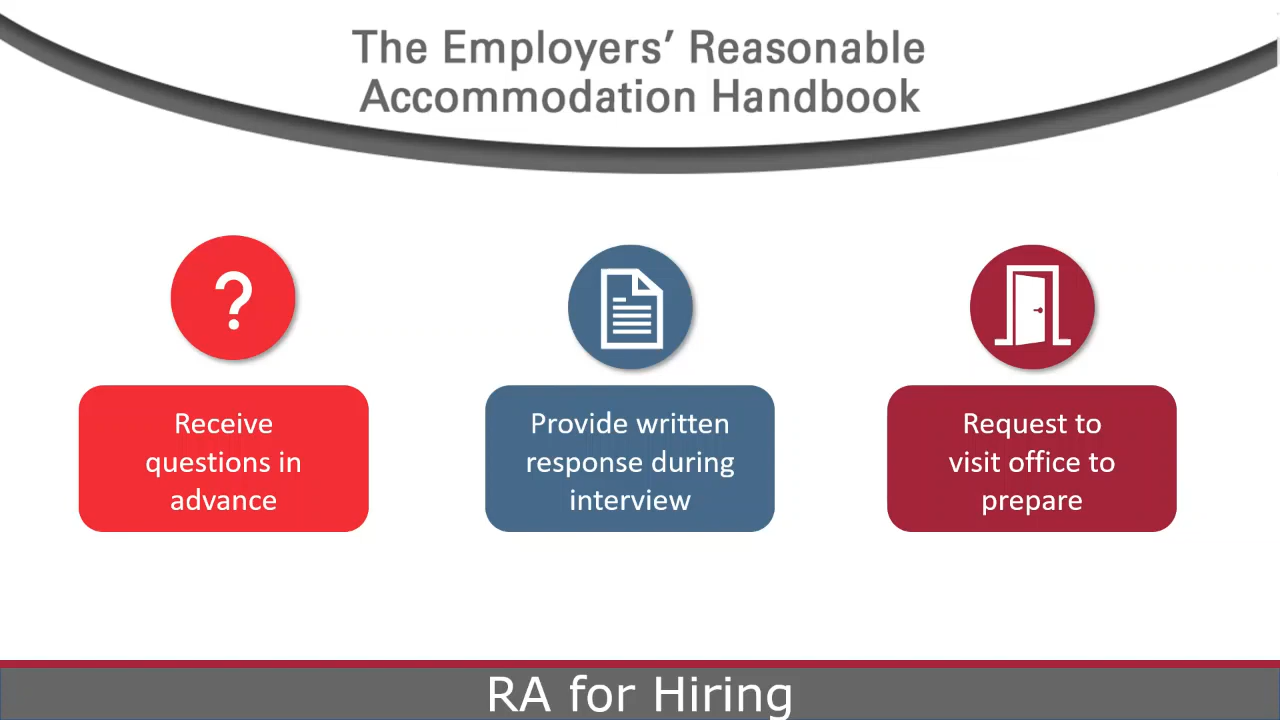 The Employers’ Reasonable
Accommodation Handbook
?
Receive
questions in
advance
Provide written
response during
interview
Request to
visit office to
prepare
RA for Hiring